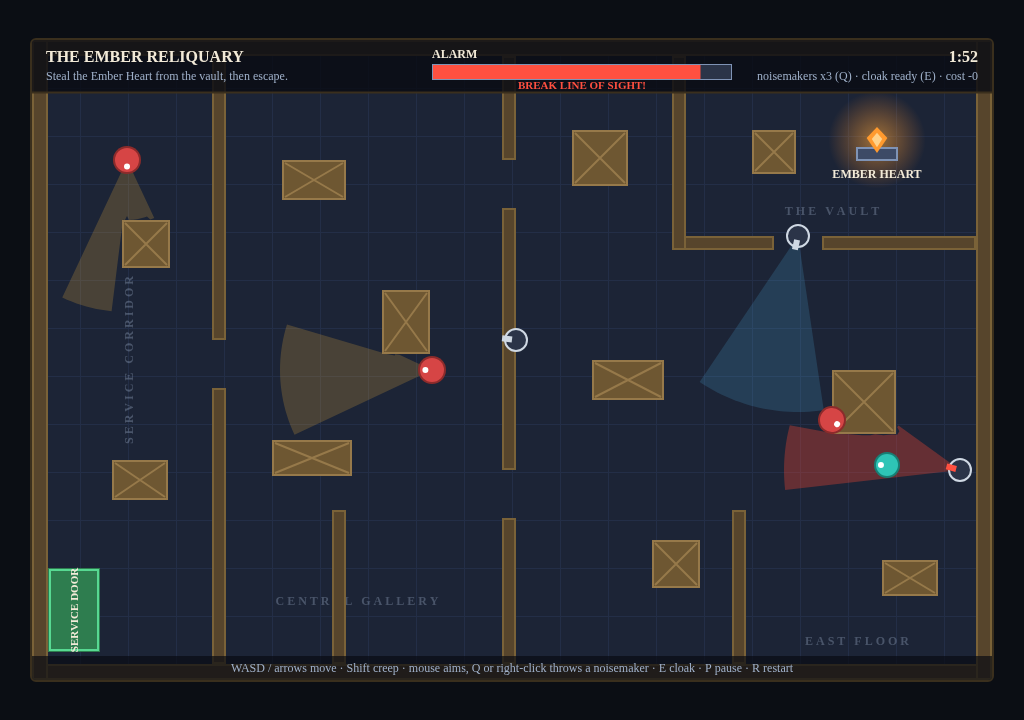 THE EMBER RELIQUARY
Steal the Ember Heart from the vault, then escape.
ALARM
BREAK LINE OF SIGHT!
1:52
noisemakers x3 (Q) · cloak ready (E) · cost -0
EMBER HEART
THE VAULT
SERVICE CORRIDOR
SERVICE DOOR
CENTRAL GALLERY
EAST FLOOR
WASD / arrows move · Shift creep · mouse aims, Q or right-click throws a noisemaker · E cloak · P pause · R restart